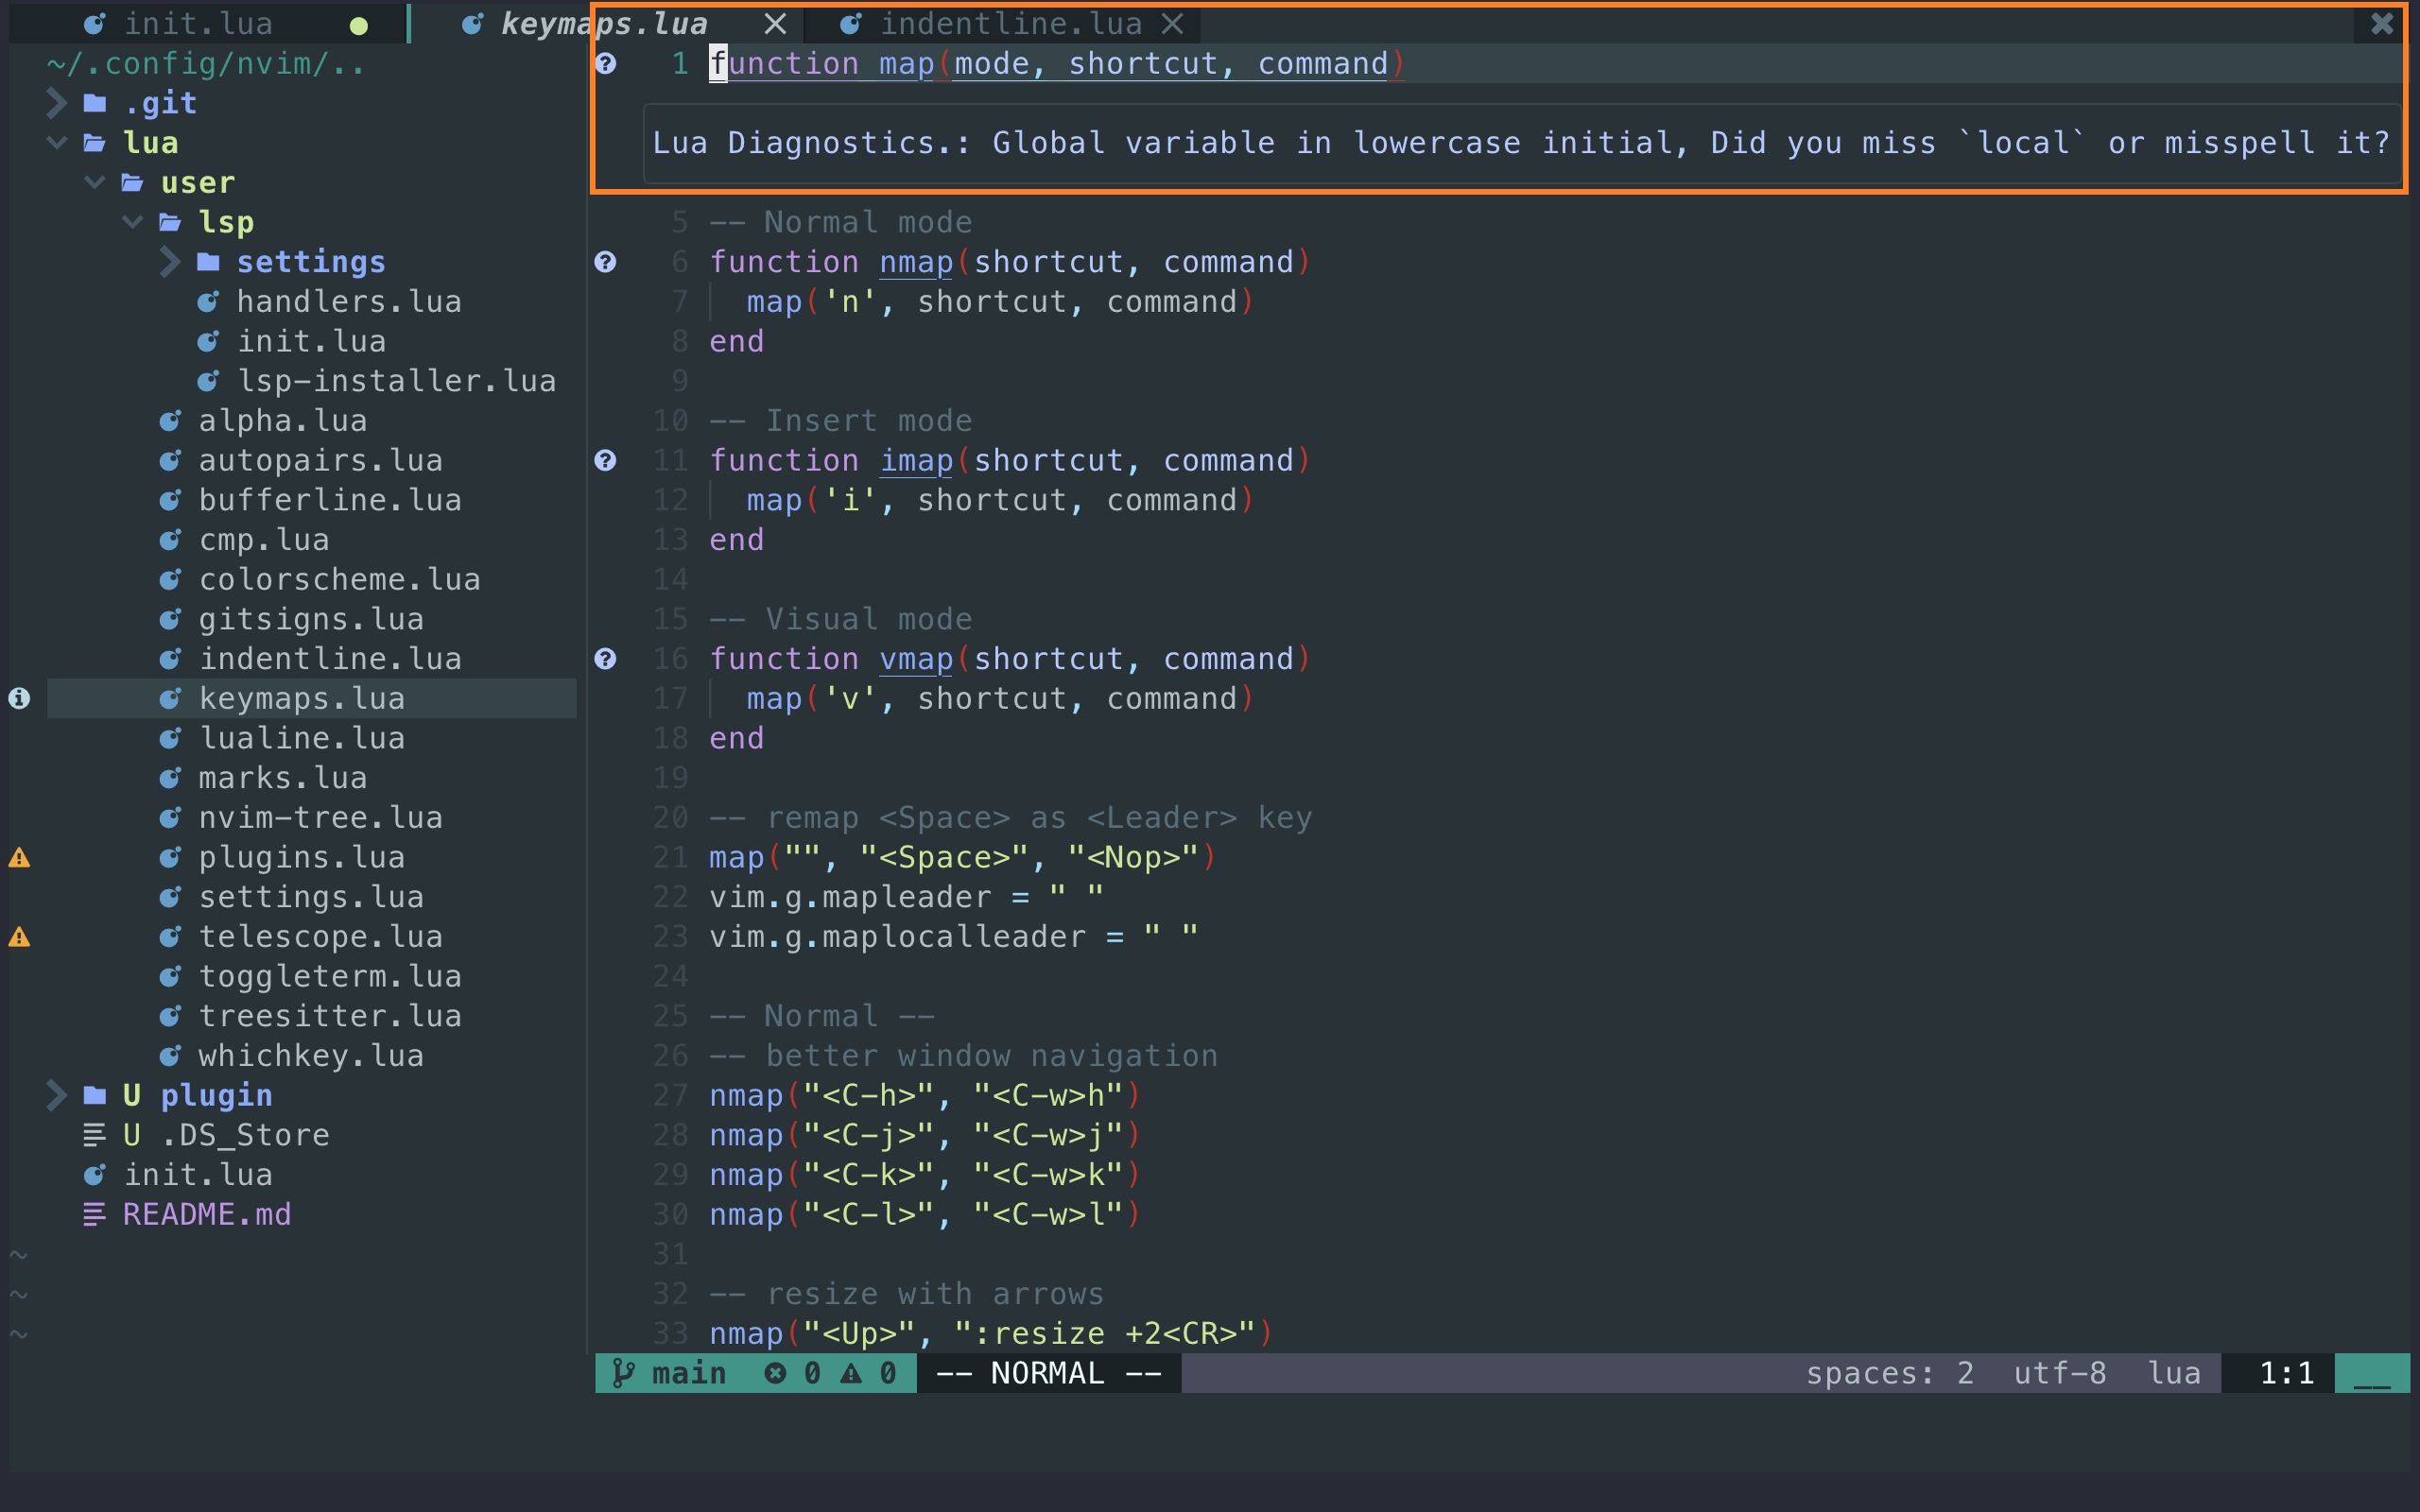 init.lua
keymaps.lua
indentline.lua
~/.config/nvim/..
.git
lua
user
lsp
settings
handlers.lua
init.lua
lsp-installer.lua
alpha.lua
autopairs.lua
bufferline.lua
cmp.lua
colorscheme.lua
gitsigns.lua
indentline.lua
keymaps.lua
lualine.lua
marks.lua
nvim-tree.lua
plugins.lua
settings.lua
telescope.lua
toggleterm.lua
treesitter.lua
whichkey.lua
U plugin
U .DS_Store
init.lua
README.md
~
~
~
1 function map(mode, shortcut, command)
Lua Diagnostics.: Global variable in lowercase initial, Did you miss `local` or misspell it?
5 -- Normal mode
6 function nmap(shortcut, command)
7 map('n', shortcut, command)
8 end
9
10 -- Insert mode
11 function imap(shortcut, command)
12 map('i', shortcut, command)
13 end
14
15 -- Visual mode
16 function vmap(shortcut, command)
17 map('v', shortcut, command)
18 end
19
20 -- remap <Space> as <Leader> key
21 map("", "<Space>", "<Nop>")
22 vim.g.mapleader = " "
23 vim.g.maplocalleader = " "
24
25 -- Normal --
26 -- better window navigation
27 nmap("<C-h>", "<C-w>h")
28 nmap("<C-j>", "<C-w>j")
29 nmap("<C-k>", "<C-w>k")
30 nmap("<C-l>", "<C-w>l")
31
32 -- resize with arrows
33 nmap("<Up>", ":resize +2<CR>")
main 0 0 -- NORMAL -- spaces: 2 utf-8 lua 1:1 __